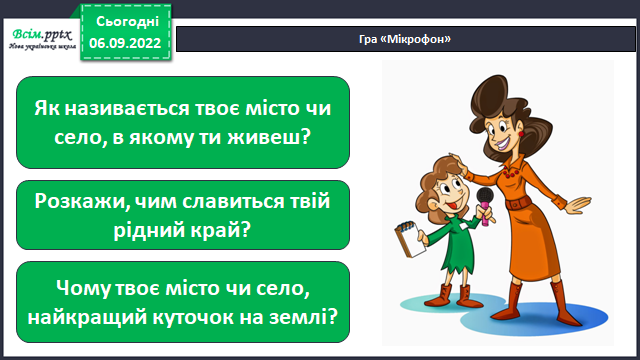 Всім.pptx
Нова українська школа
Сьогодні
06.09.2022
Гра «Мікрофон»
Як називається твоє місто чи
село, в якому ти живеш?
Розкажи, чим славиться твій
рідний край?
Чому твоє місто чи село,
найкращий куточок на землі?